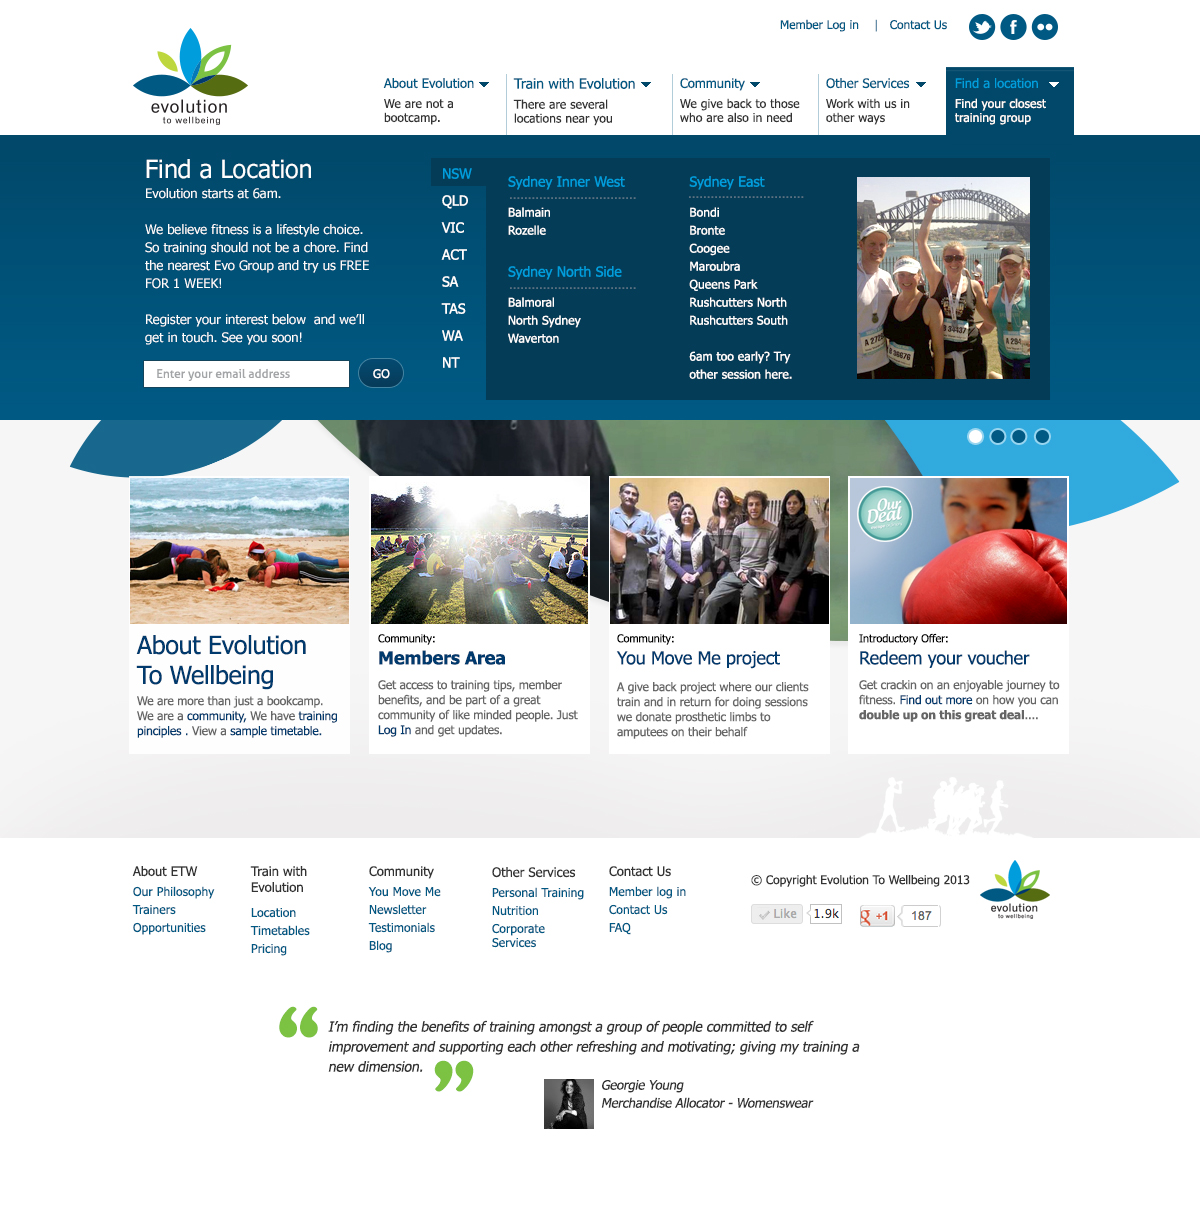 Member Log in | Contact Us
evolution
to wellbeing
About Evolution
We are not a
bootcamp.
Train with Evolution
There are several
locations near you
Community
We give back to those
who are also in need
Other Services
Work with us in
other ways
Find a location
Find your closest
training group
Find a Location
Evolution starts at 6am.
We believe fitness is a lifestyle choice.
So training should not be a chore. Find
the nearest Evo Group and try us FREE
FOR 1 WEEK!
Register your interest below and we'll
get in touch. See you soon!
Enter your email address
GO
NSW
QLD
VIC
ACT
SA
TAS
WA
NT
Sydney Inner West
Balmain
Rozelle
Sydney North Side
Balmoral
North Sydney
Waverton
Sydney East
Bondi
Bronte
Coogee
Maroubra
Queens Park
Rushcutters North
Rushcutters South
6am too early? Try
other session here.
About Evolution
To Wellbeing
We are more than just a bookcamp.
We are a community, We have training
pinciples . View a sample timetable.
Community:
Members Area
Get access to training tips, member
benefits, and be part of a great
community of like minded people. Just
Log In and get updates.
Community:
You Move Me project
A give back project where our clients
train and in return for doing sessions
we donate prosthetic limbs to
amputees on their behalf
Our
Deal
Introductory Offer:
Redeem your voucher
Get crackin on an enjoyable journey to
fitness. Find out more on how you can
double up on this great deal....
About ETW
Our Philosophy
Trainers
Opportunities
Train with
Evolution
Location
Timetables
Pricing
Community
You Move Me
Newsletter
Testimonials
Blog
Other Services
Personal Training
Nutrition
Corporate
Services
Contact Us
Member log in
Contact Us
FAQ
© Copyright Evolution To Wellbeing 2013
Like 1.9k
g +1 187
evolution
to wellbeing
“ I'm finding the benefits of training amongst a group of people committed to self
improvement and supporting each other refreshing and motivating; giving my training a
new dimension. ”
Georgie Young
Merchandise Allocator - Womenswear